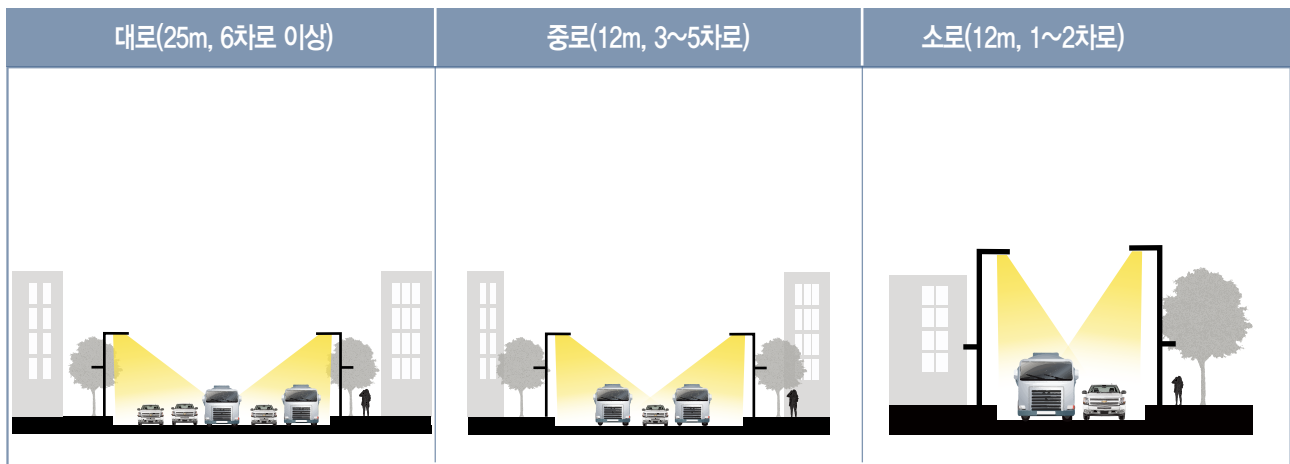 대로(25m, 6차로 이상)
중로(12m, 3～5차로)
소로(12m, 1～2차로)